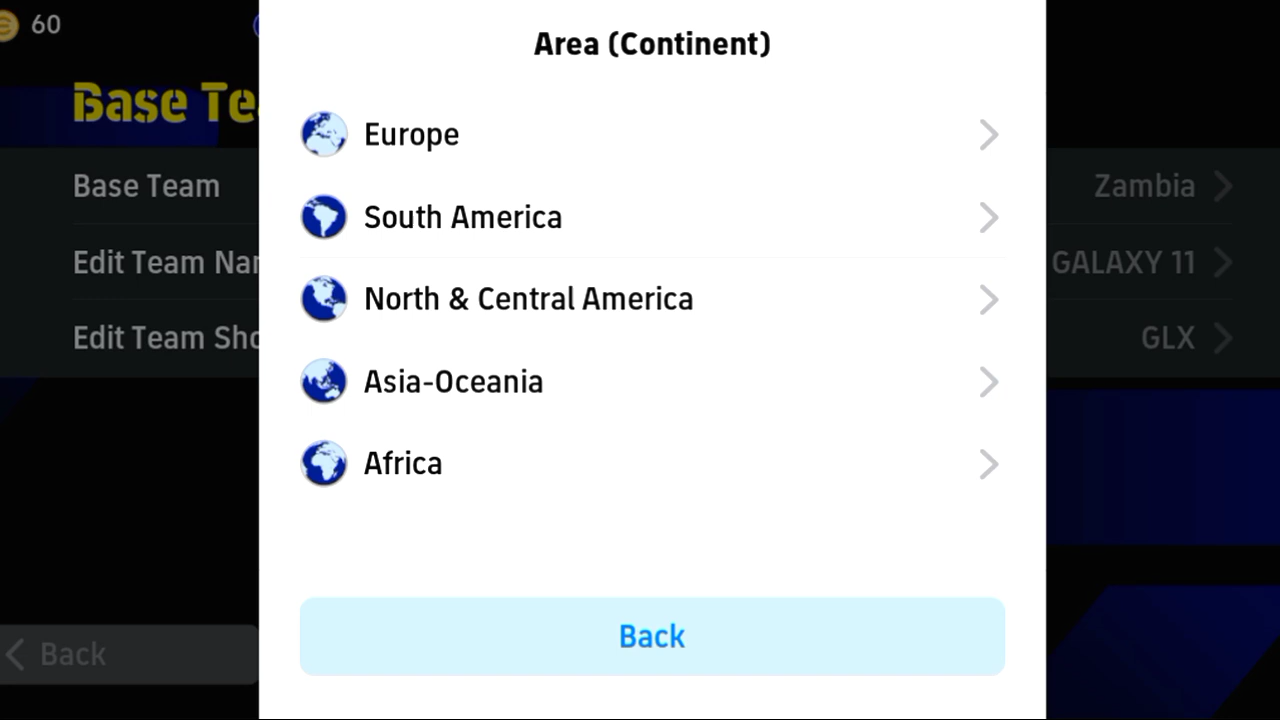 60
Area (Continent)
Base Te
Europe
Base Team
Zambia
South America
Edit Team Nar
GALAXY 11
North & Central America
Edit Team Sho
GLX
Asia-Oceania
Africa
Back
Back